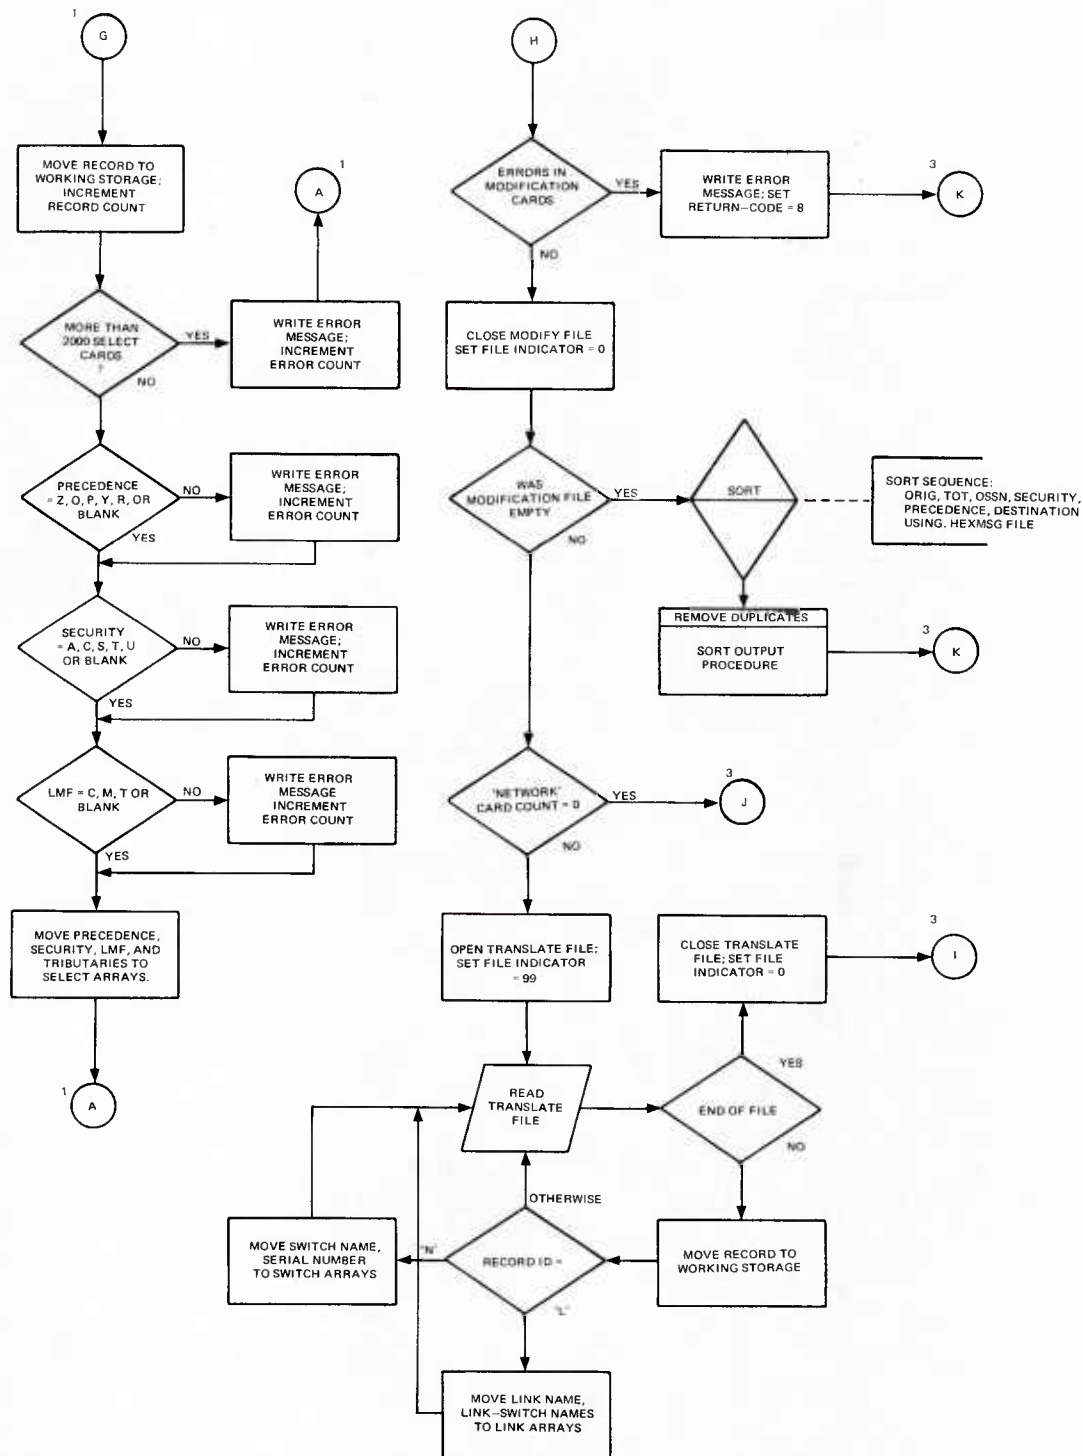 1
G
MOVE RECORD TO
WORKING STORAGE;
INCREMENT
RECORD COUNT
1
A
MORE THAN
2000 SELECT
CARDS
?
YES
NO
WRITE ERROR
MESSAGE;
INCREMENT
ERROR COUNT
PRECEDENCE
= Z, O, P, Y, R, OR
BLANK
NO
YES
WRITE ERROR
MESSAGE;
INCREMENT
ERROR COUNT
SECURITY
= A, C, S, T, U
OR BLANK
NO
YES
WRITE ERROR
MESSAGE;
INCREMENT
ERROR COUNT
LMF = C, M, T OR
BLANK
NO
YES
WRITE ERROR
MESSAGE
INCREMENT
ERROR COUNT
MOVE PRECEDENCE,
SECURITY, LMF, AND
TRIBUTARIES TO
SELECT ARRAYS.
1
A
H
ERRORS IN
MODIFICATION
CARDS
YES
NO
WRITE ERROR
MESSAGE; SET
RETURN-CODE = 8
3
K
CLOSE MODIFY FILE
SET FILE INDICATOR = 0
WAS
MODIFICATION FILE
EMPTY
YES
NO
SORT
SORT SEQUENCE:
ORIG, TOT, OSSN, SECURITY,
PRECEDENCE, DESTINATION
USING. HEXMSG FILE
REMOVE DUPLICATES
SORT OUTPUT
PROCEDURE
3
K
'NETWORK'
CARD COUNT = 0
YES
NO
3
J
OPEN TRANSLATE FILE;
SET FILE INDICATOR
= 99
CLOSE TRANSLATE
FILE; SET FILE
INDICATOR = 0
3
I
READ
TRANSLATE
FILE
END OF FILE
YES
NO
MOVE RECORD TO
WORKING STORAGE
RECORD ID =
OTHERWISE
"N"
"L"
MOVE SWITCH NAME,
SERIAL NUMBER
TO SWITCH ARRAYS
MOVE LINK NAME,
LINK-SWITCH NAMES
TO LINK ARRAYS